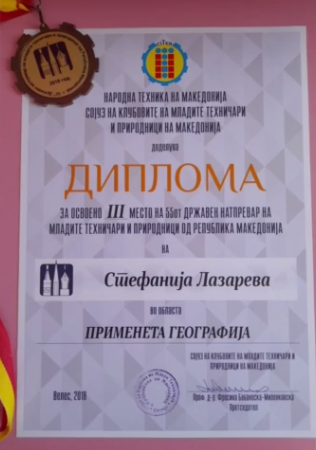 НАРОДНА ТЕХНИКА НА МАКЕДОНИЈА
СОЈУЗ НА КЛУБОВИТЕ НА МЛАДИТЕ ТЕХНИЧАРИ
И ПРИРОДНИЦИ НА МАКЕДОНИЈА
доделува
ДИПЛОМА
ЗА ОСВОЕНО III МЕСТО НА 55ОТ ДРЖАВЕН НАТПРЕВАР НА
МЛАДИТЕ ТЕХНИЧАРИ И ПРИРОДНИЦИ ОД РЕПУБЛИКА МАКЕДОНИЈА
НА
Стефанија Лазарева
во областа
ПРИМЕНЕТА ГЕОГРАФИЈА
СОЈУЗ НА КЛУБОВИТЕ НА МЛАДИТЕ ТЕХНИЧАРИ И
ПРИРОДНИЦИ НА МАКЕДОНИЈА
Велес, 2018
Проф. д-р
Претседател